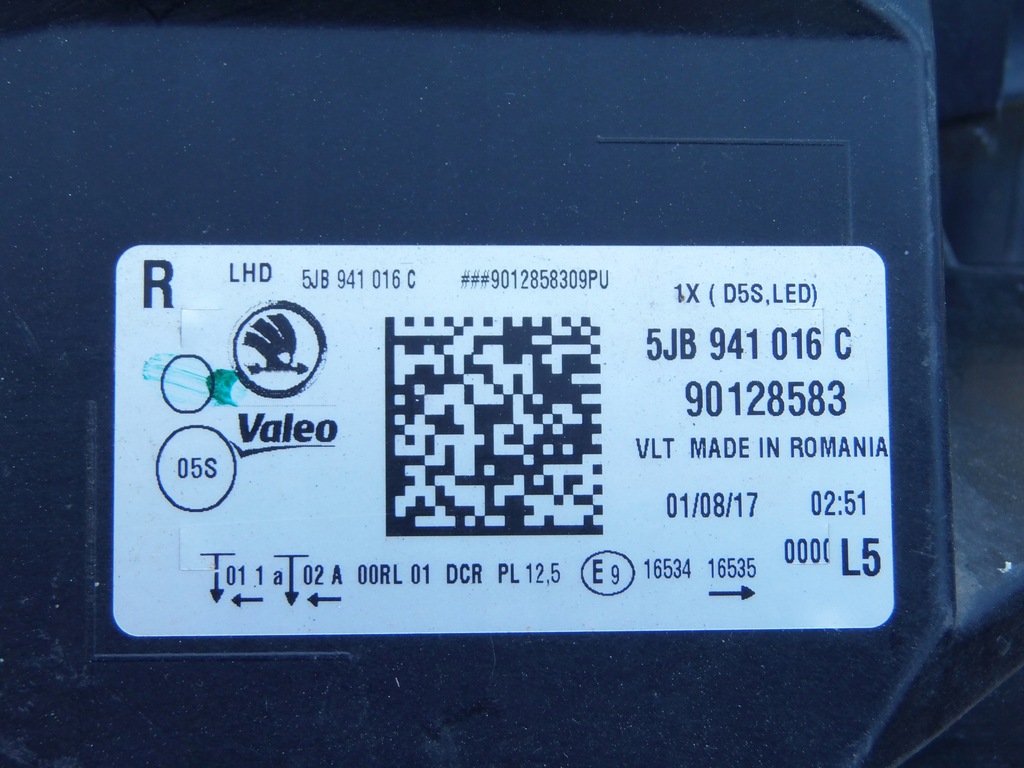 R LHD 5JB 941 016 C ###9012858309PU
1X ( D5S,LED)
5JB 941 016 C
90128583
Valeo
VLT MADE IN ROMANIA
05S
01/08/17 02:51
0000 L5
01 1 a 02 A 00RL 01 DCR PL 12,5 E 9 16534 16535